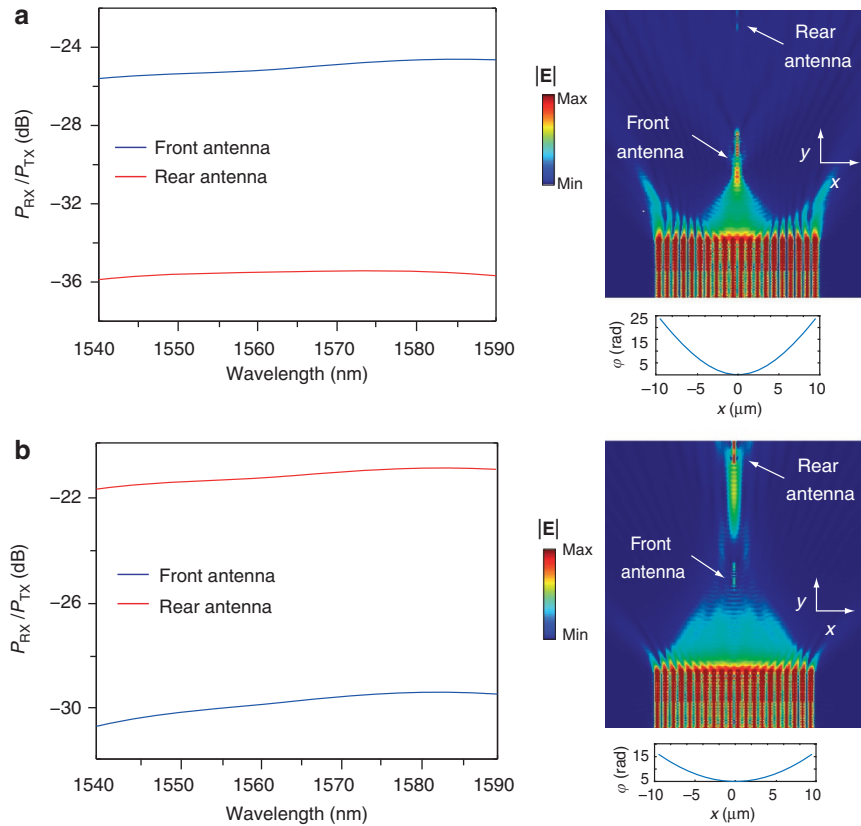 a
−24
−28
−32
−36
P_RX/P_TX (dB)
Front antenna
Rear antenna
1540 1550 1560 1570 1580 1590
Wavelength (nm)
|E|
Max
Min
Rear
antenna
Front
antenna
y
x
25
15
5
φ (rad)
−10 −5 0 5 10
x (μm)
b
−22
−26
−30
P_RX/P_TX (dB)
Front antenna
Rear antenna
1540 1550 1560 1570 1580 1590
Wavelength (nm)
|E|
Max
Min
Rear
antenna
Front
antenna
y
x
15
5
φ (rad)
−10 −5 0 5 10
x (μm)